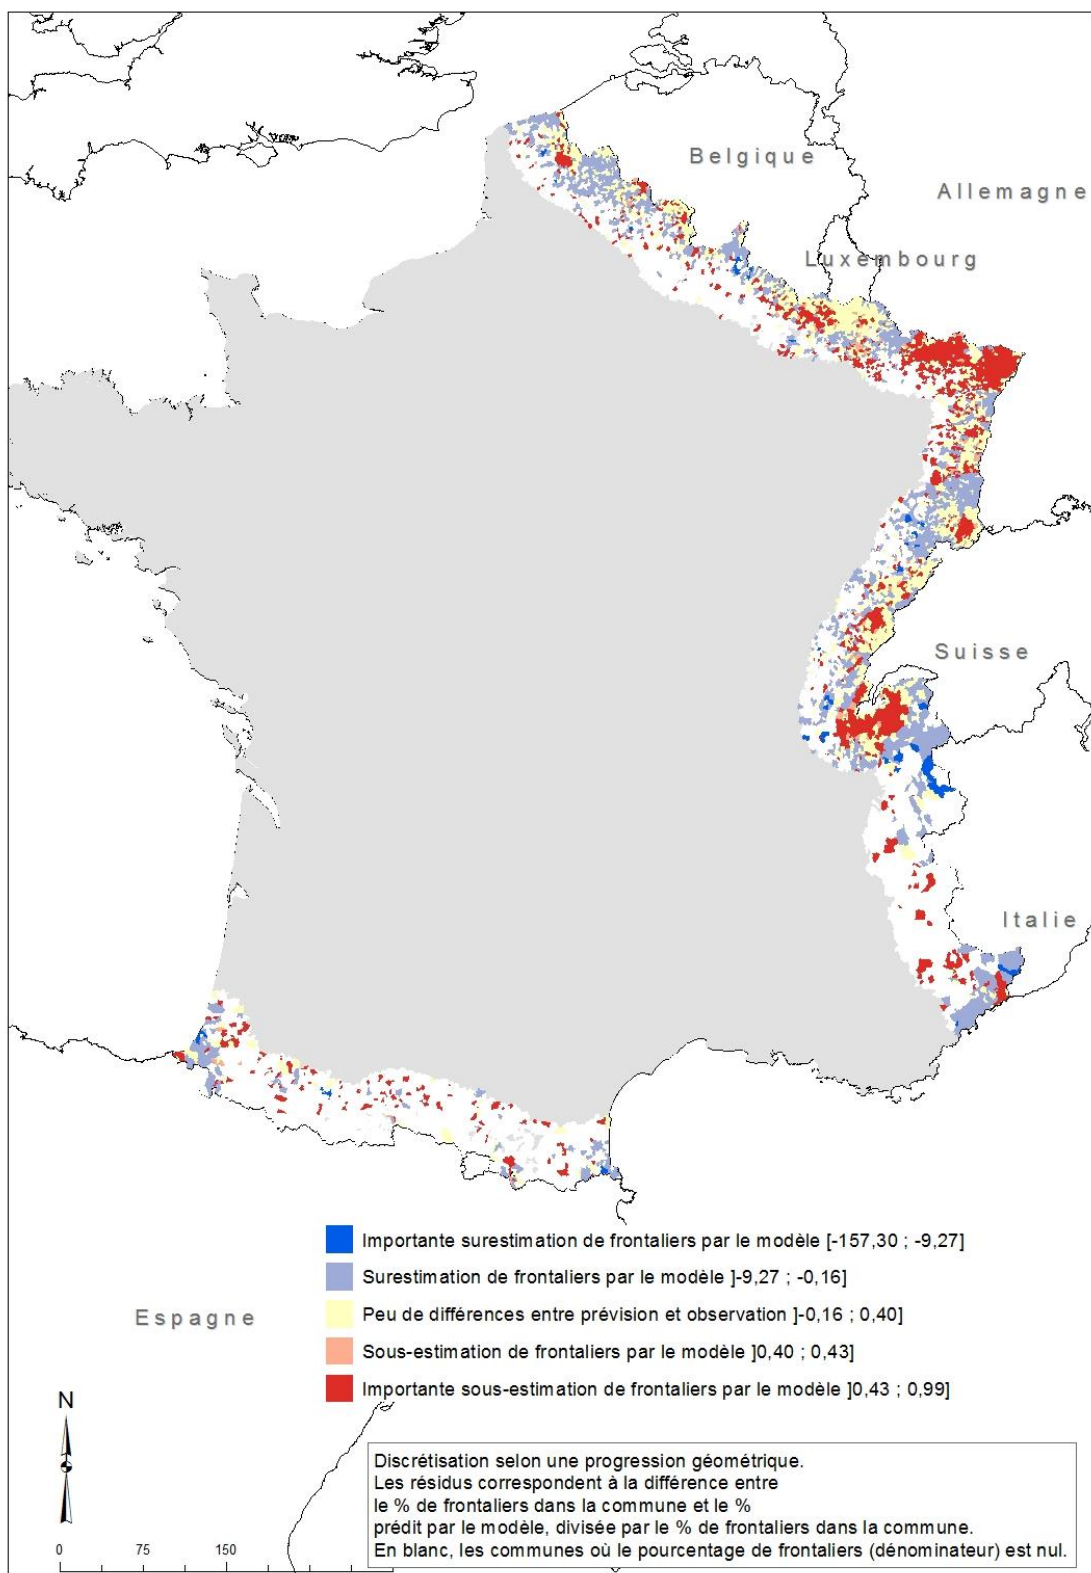 Belgique
Allemagne
Luxembourg
Suisse
Italie
Importante surestimation de frontaliers par le modèle [-157,30 ; -9,27]
Surestimation de frontaliers par le modèle ]-9,27 ; -0,16]
Espagne
Peu de différences entre prévision et observation ]-0,16 ; 0,40]
Sous-estimation de frontaliers par le modèle ]0,40 ; 0,43]
Importante sous-estimation de frontaliers par le modèle ]0,43 ; 0,99]
N
Discrétisation selon une progression géométrique.
Les résidus correspondent à la différence entre
le % de frontaliers dans la commune et le %
prédit par le modèle, divisée par le % de frontaliers dans la commune.
En blanc, les communes où le pourcentage de frontaliers (dénominateur) est nul.
0 75 150